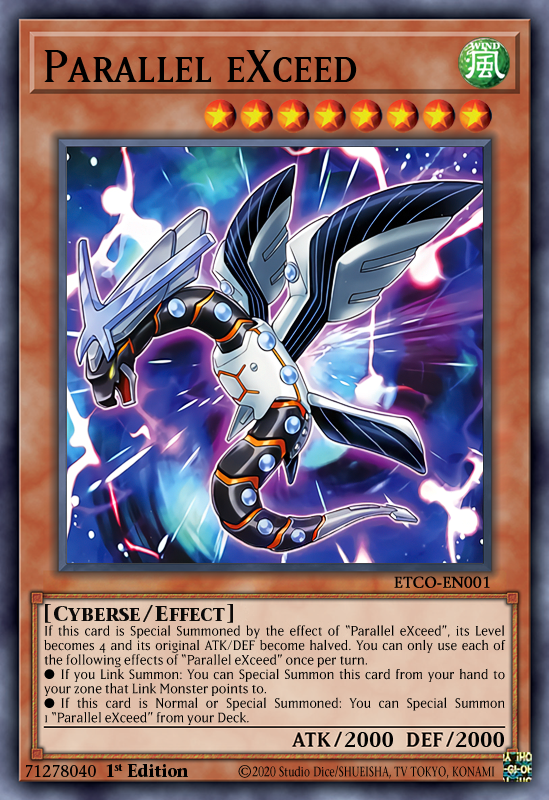 Parallel eXceed
WIND
風
ETCO-EN001
[Cyberse/Effect]
If this card is Special Summoned by the effect of "Parallel eXceed", its Level
becomes 4 and its original ATK/DEF become halved. You can only use each of
the following effects of "Parallel eXceed" once per turn.
● If you Link Summon: You can Special Summon this card from your hand to
your zone that Link Monster points to.
● If this card is Normal or Special Summoned: You can Special Summon
1 "Parallel eXceed" from your Deck.
ATK/2000 DEF/2000
71278040 1st Edition ©2020 Studio Dice/SHUEISHA, TV TOKYO, KONAMI